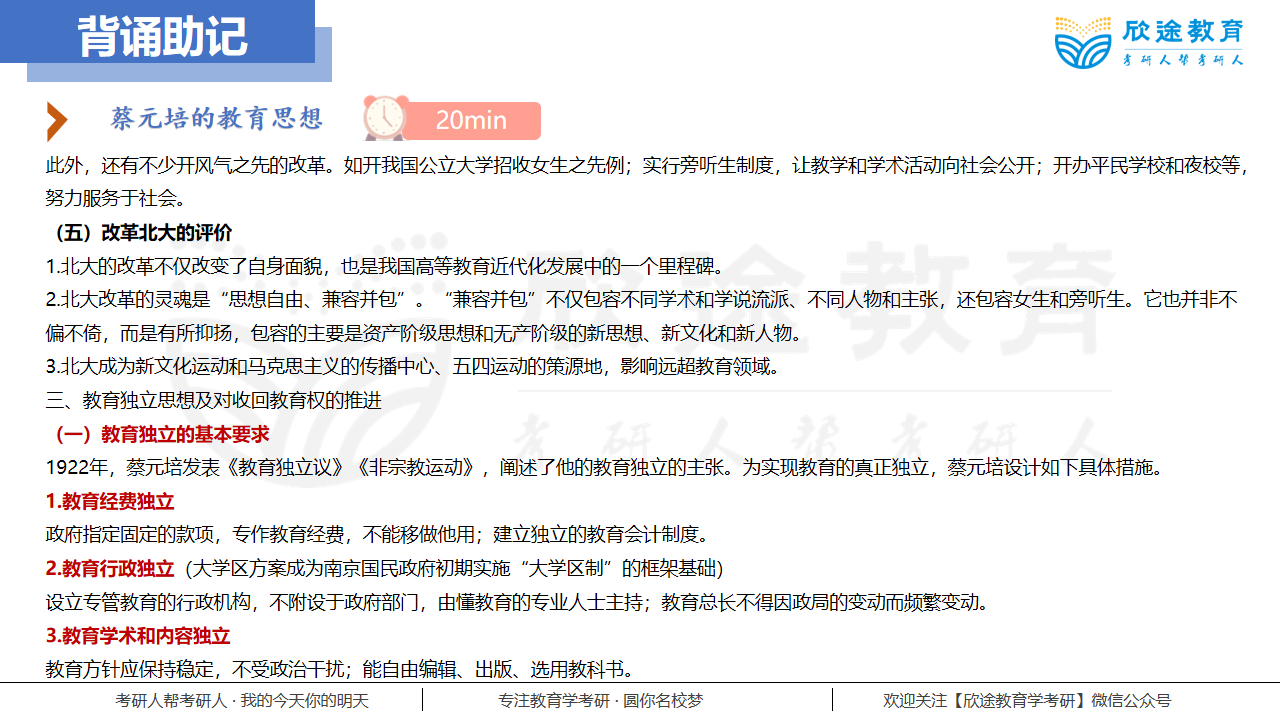 背诵助记
欣途教育
考研人帮考研人
蔡元培的教育思想
20min
此外，还有不少开风气之先的改革。如开我国公立大学招收女生之先例；实行旁听生制度，让教学和学术活动向社会公开；开办平民学校和夜校等，
努力服务于社会。
（五）改革北大的评价
1.北大的改革不仅改变了自身面貌，也是我国高等教育近代化发展中的一个里程碑。
2.北大改革的灵魂是“思想自由、兼容并包”。“兼容并包”不仅包容不同学术和学说流派、不同人物和主张，还包容女生和旁听生。它也并非不
偏不倚，而是有所抑扬，包容的主要是资产阶级思想和无产阶级的新思想、新文化和新人物。
3.北大成为新文化运动和马克思主义的传播中心、五四运动的策源地，影响远超教育领域。
三、教育独立思想及对收回教育权的推进
（一）教育独立的基本要求
1922年，蔡元培发表《教育独立议》《非宗教运动》，阐述了他的教育独立的主张。为实现教育的真正独立，蔡元培设计如下具体措施。
1.教育经费独立
政府指定固定的款项，专作教育经费，不能移做他用；建立独立的教育会计制度。
2.教育行政独立（大学区方案成为南京国民政府初期实施“大学区制”的框架基础）
设立专管教育的行政机构，不附设于政府部门，由懂教育的专业人士主持；教育总长不得因政局的变动而频繁变动。
3.教育学术和内容独立
教育方针应保持稳定，不受政治干扰；能自由编辑、出版、选用教科书。
欣途教育
考研人帮考研人
考研人帮考研人 · 我的今天你的明天
专注教育学考研 · 圆你名校梦
欢迎关注【欣途教育学考研】微信公众号